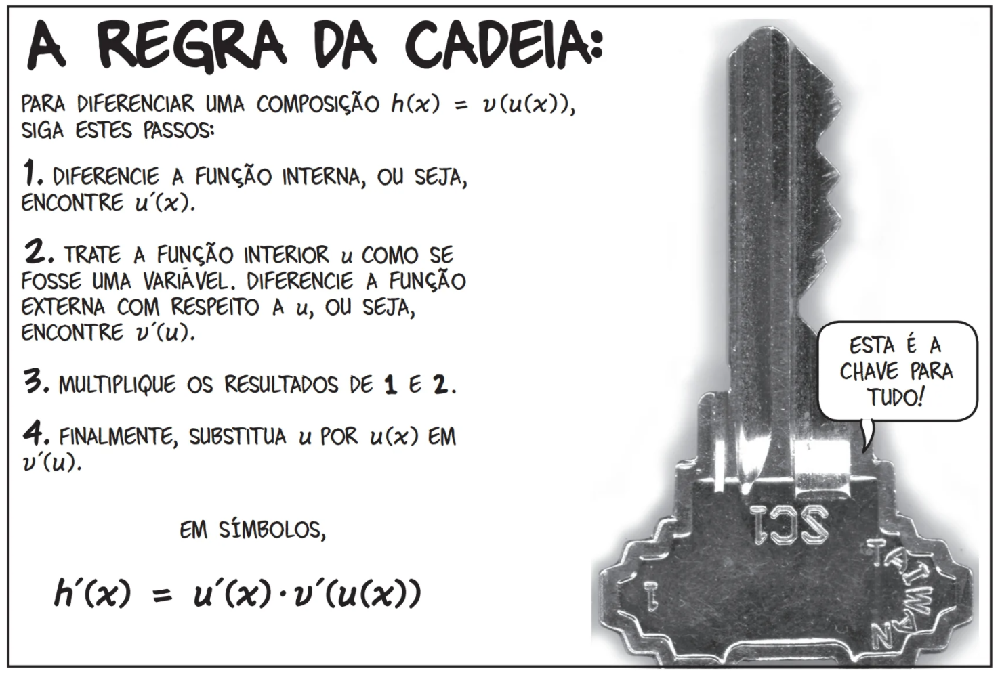 A REGRA DA CADEIA:
PARA DIFERENCIAR UMA COMPOSIÇÃO h(x) = v(u(x)),
SIGA ESTES PASSOS:
1. DIFERENCIE A FUNÇÃO INTERNA, OU SEJA,
ENCONTRE u´(x).
2. TRATE A FUNÇÃO INTERIOR u COMO SE
FOSSE UMA VARIÁVEL. DIFERENCIE A FUNÇÃO
EXTERNA COM RESPEITO A u, OU SEJA,
ENCONTRE v´(u).
3. MULTIPLIQUE OS RESULTADOS DE 1 E 2.
4. FINALMENTE, SUBSTITUA u POR u(x) EM
v´(u).
EM SÍMBOLOS,
h´(x) = u´(x)·v´(u(x))
ESTA É A
CHAVE PARA
TUDO!
SC1
1
TAIWAN